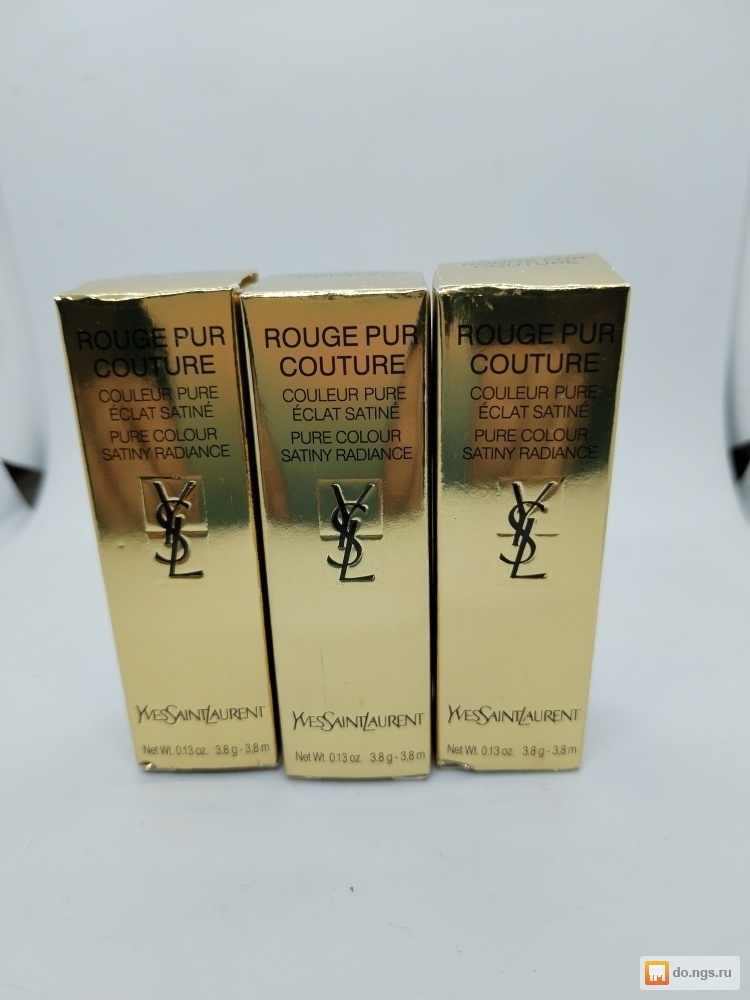 ROUGE PUR
COUTURE
COULEUR PURE
ÉCLAT SATINÉ
PURE COLOUR
SATINY RADIANCE
YSL
YVESSAINTLAURENT
Net Wt. 0.13 oz. 3.8 g - 3,8 m
ROUGE PUR
COUTURE
COULEUR PURE
ÉCLAT SATINÉ
PURE COLOUR
SATINY RADIANCE
YSL
YVESSAINTLAURENT
Net Wt. 0.13 oz. 3.8 g - 3,8 m
ROUGE PUR
COUTURE
ROUGE PUR
COUTURE
COULEUR PURE
ÉCLAT SATINÉ
PURE COLOUR
SATINY RADIANCE
YSL
YVESSAINTLAURENT
Net Wt. 0.13 oz. 3.8 g - 3,8 m
do.ngs.ru